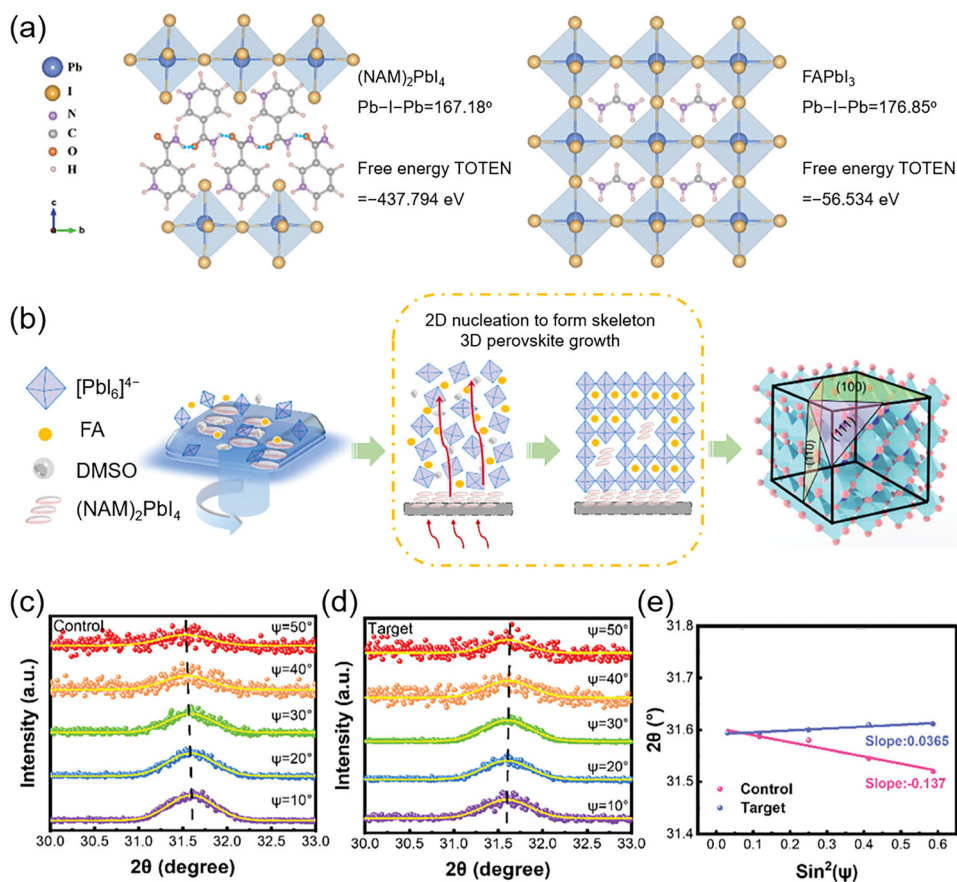 (a)
Pb
I
N
C
O
H
c
a
b
(NAM)₂PbI₄
Pb–I–Pb=167.18º
Free energy TOTEN
=−437.794 eV
FAPbI₃
Pb–I–Pb=176.85º
Free energy TOTEN
=−56.534 eV
(b)
[PbI₆]⁴⁻
FA
DMSO
(NAM)₂PbI₄
2D nucleation to form skeleton
3D perovskite growth
(100)
(111)
(110)
(c)
Control
ψ=50°
ψ=40°
ψ=30°
ψ=20°
ψ=10°
Intensity (a.u.)
30.0 30.5 31.0 31.5 32.0 32.5 33.0
2θ (degree)
(d)
Target
ψ=50°
ψ=40°
ψ=30°
ψ=20°
ψ=10°
Intensity (a.u.)
30.0 30.5 31.0 31.5 32.0 32.5 33.0
2θ (degree)
(e)
31.8
31.7
31.6
31.5
31.4
2θ (°)
Slope:0.0365
Slope:-0.137
Control
Target
0.0 0.1 0.2 0.3 0.4 0.5 0.6
Sin²(ψ)